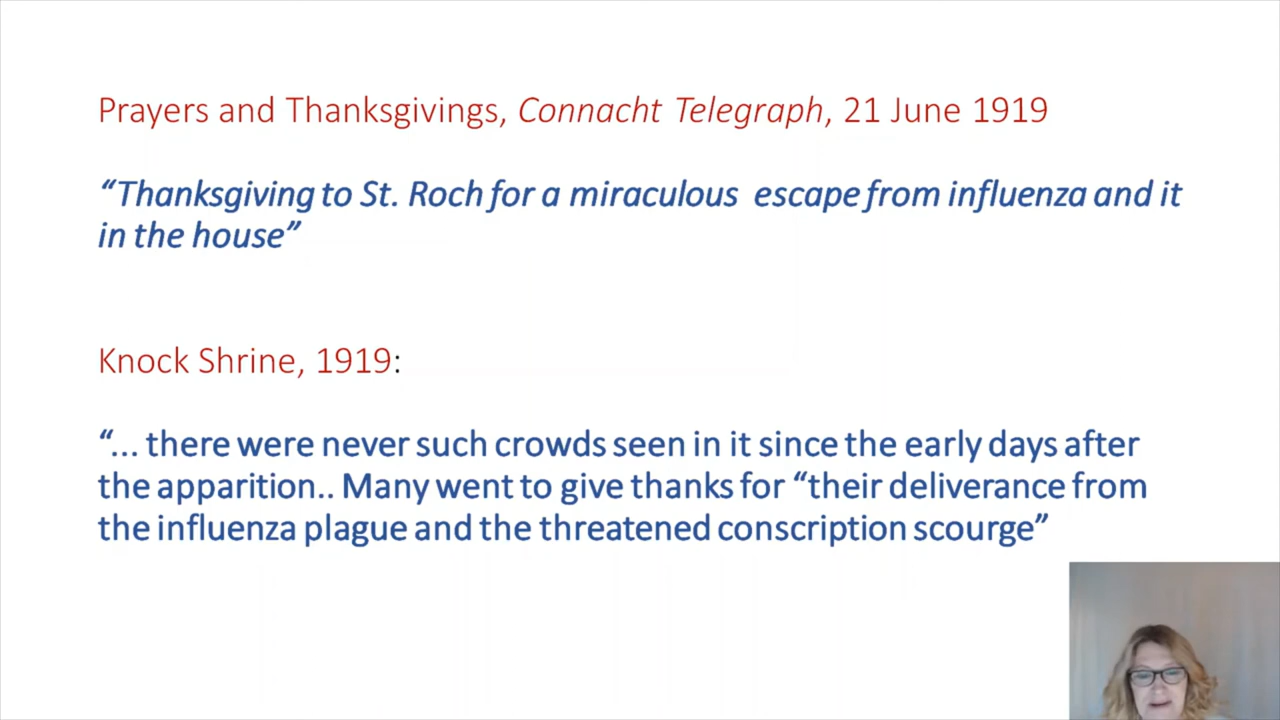 Prayers and Thanksgivings, Connacht Telegraph, 21 June 1919
“Thanksgiving to St. Roch for a miraculous escape from influenza and it
in the house”
Knock Shrine, 1919:
“... there were never such crowds seen in it since the early days after
the apparition.. Many went to give thanks for “their deliverance from
the influenza plague and the threatened conscription scourge”